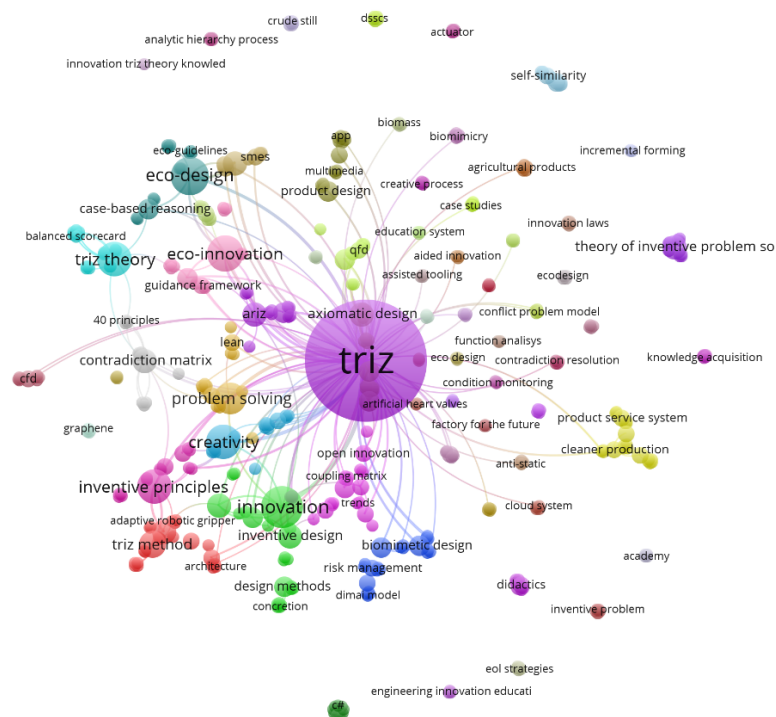 crude still
dsscs
actuator
analytic hierarchy process
innovation triz theory knowled
self-similarity
app
biomass
biomimicry
eco-guidelines
smes
incremental forming
eco-design
multimedia
agricultural products
product design
creative process
case-based reasoning
case studies
balanced scorecard
education system
innovation laws
triz theory
eco-innovation
qfd
aided innovation
theory of inventive problem so
guidance framework
assisted tooling
ecodesign
ariz
axiomatic design
conflict problem model
40 principles
lean
function analisys
contradiction matrix
triz
eco design
contradiction resolution
knowledge acquisition
cfd
condition monitoring
problem solving
artificial heart valves
graphene
factory for the future
product service system
creativity
cleaner production
open innovation
anti-static
inventive principles
coupling matrix
trends
innovation
cloud system
adaptive robotic gripper
inventive design
triz method
biomimetic design
architecture
risk management
academy
design methods
didactics
dimai model
concretion
inventive problem
eol strategies
engineering innovation educati
c#